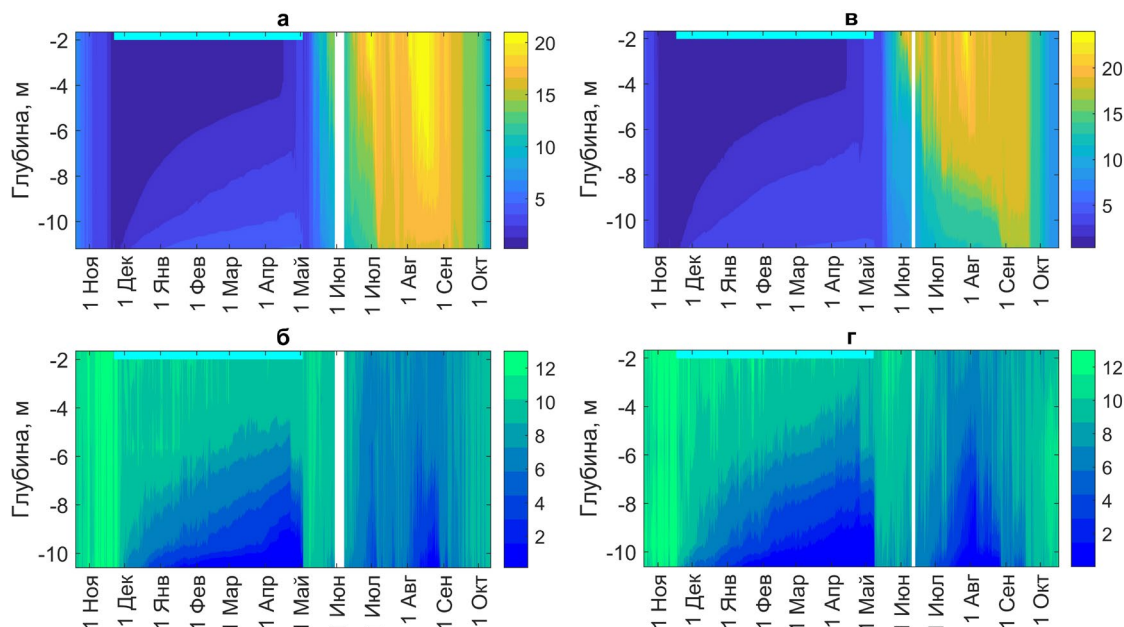 а
Глубина, м
-2
-4
-6
-8
-10
1 Ноя
1 Дек
1 Янв
1 Фев
1 Мар
1 Апр
1 Май
1 Июн
1 Июл
1 Авг
1 Сен
1 Окт
20
15
10
5
в
Глубина, м
-2
-4
-6
-8
-10
1 Ноя
1 Дек
1 Янв
1 Фев
1 Мар
1 Апр
1 Май
1 Июн
1 Июл
1 Авг
1 Сен
1 Окт
20
15
10
5
б
Глубина, м
-2
-4
-6
-8
-10
1 Ноя
1 Дек
1 Янв
1 Фев
1 Мар
1 Апр
1 Май
1 Июн
Июл
1 Авг
1 Сен
1 Окт
12
10
8
6
4
2
г
Глубина, м
-2
-4
-6
-8
-10
1 Ноя
1 Дек
1 Янв
1 Фев
1 Мар
1 Апр
1 Май
1 Июн
1 Июл
1 Авг
1 Сен
1 Окт
12
10
8
6
4
2